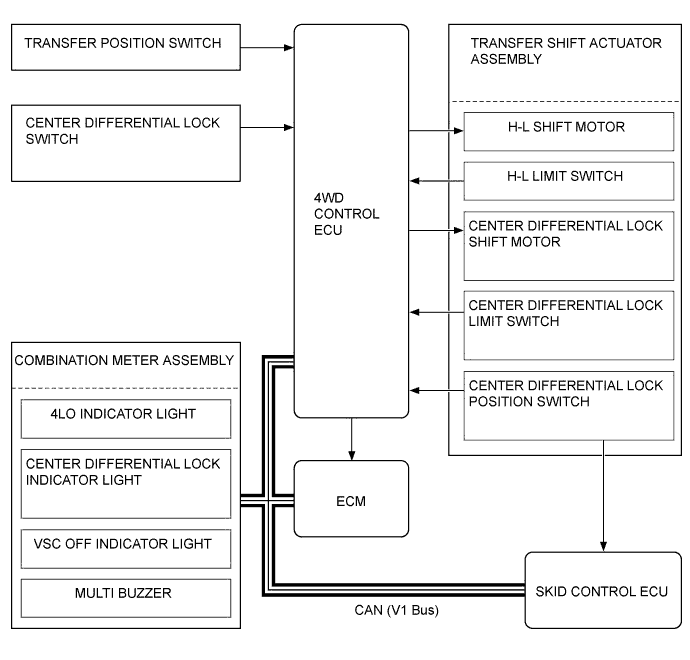 TRANSFER POSITION SWITCH
CENTER DIFFERENTIAL LOCK
SWITCH
4WD
CONTROL
ECU
TRANSFER SHIFT ACTUATOR
ASSEMBLY
H-L SHIFT MOTOR
H-L LIMIT SWITCH
CENTER DIFFERENTIAL LOCK
SHIFT MOTOR
CENTER DIFFERENTIAL LOCK
LIMIT SWITCH
CENTER DIFFERENTIAL LOCK
POSITION SWITCH
COMBINATION METER ASSEMBLY
4LO INDICATOR LIGHT
CENTER DIFFERENTIAL LOCK
INDICATOR LIGHT
VSC OFF INDICATOR LIGHT
MULTI BUZZER
ECM
SKID CONTROL ECU
CAN (V1 Bus)